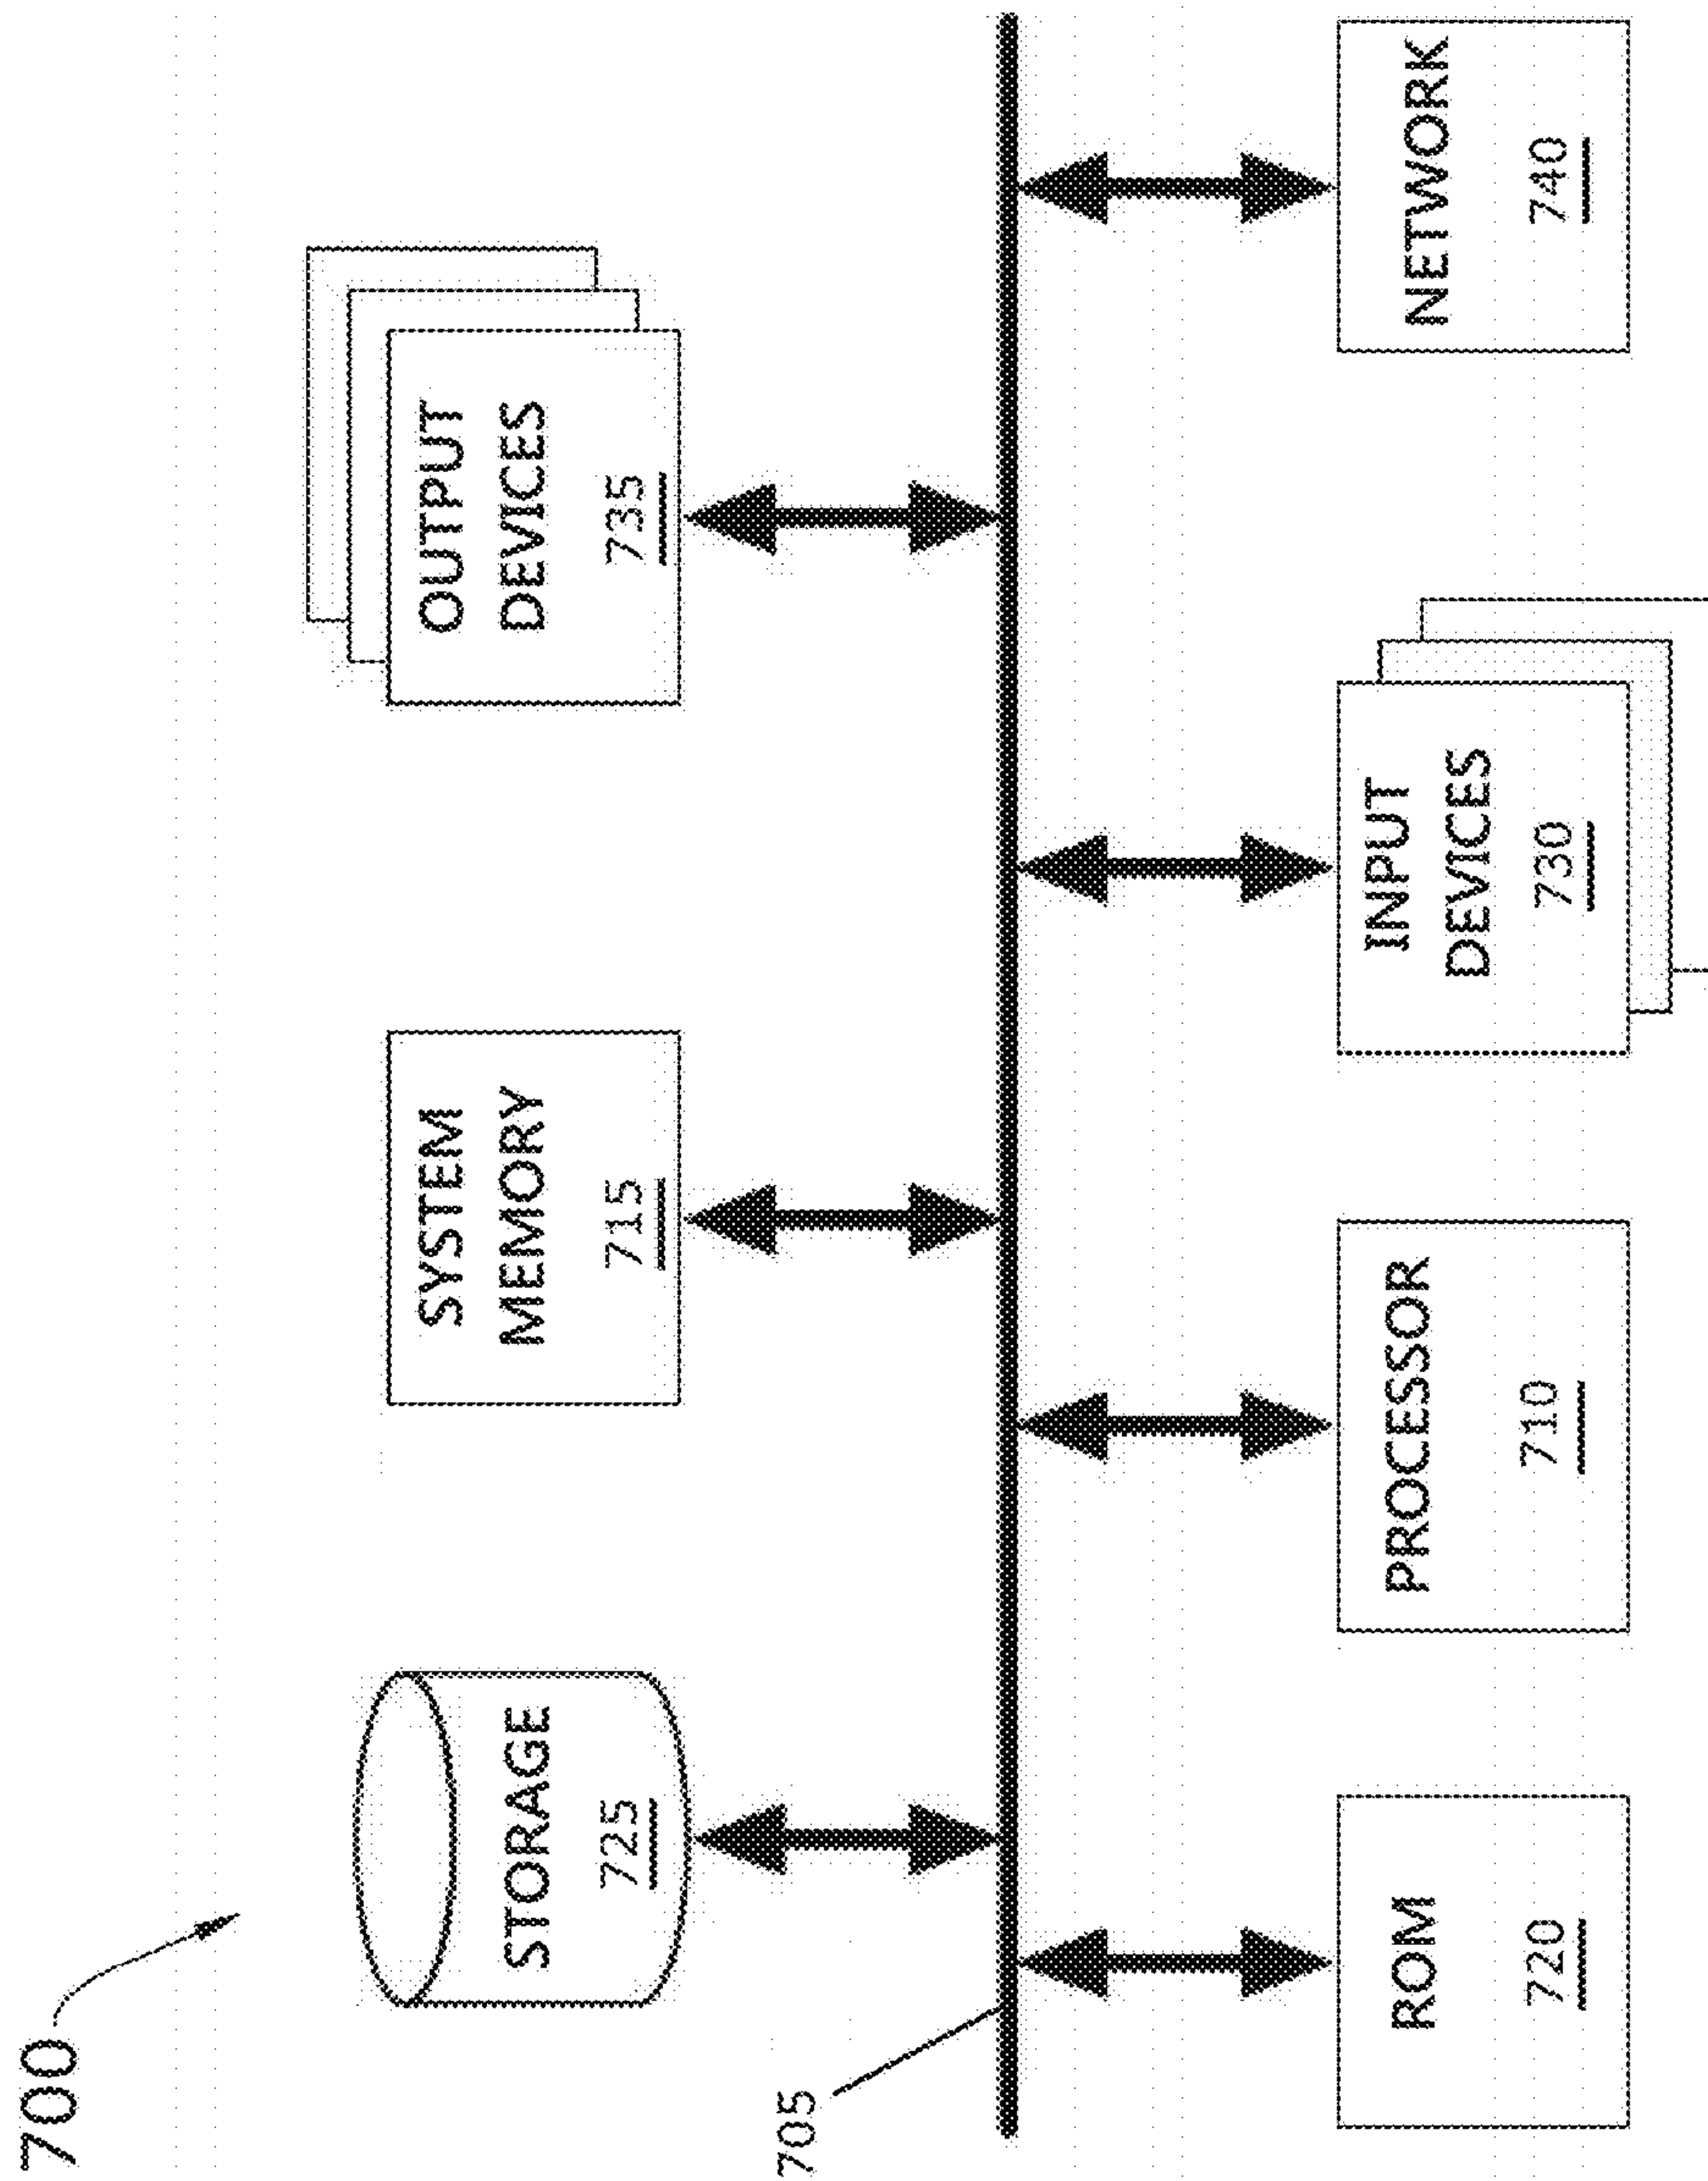 700
STORAGE
725
SYSTEM
MEMORY
715
OUTPUT
DEVICES
735
705
ROM
720
PROCESSOR
710
INPUT
DEVICES
730
NETWORK
740